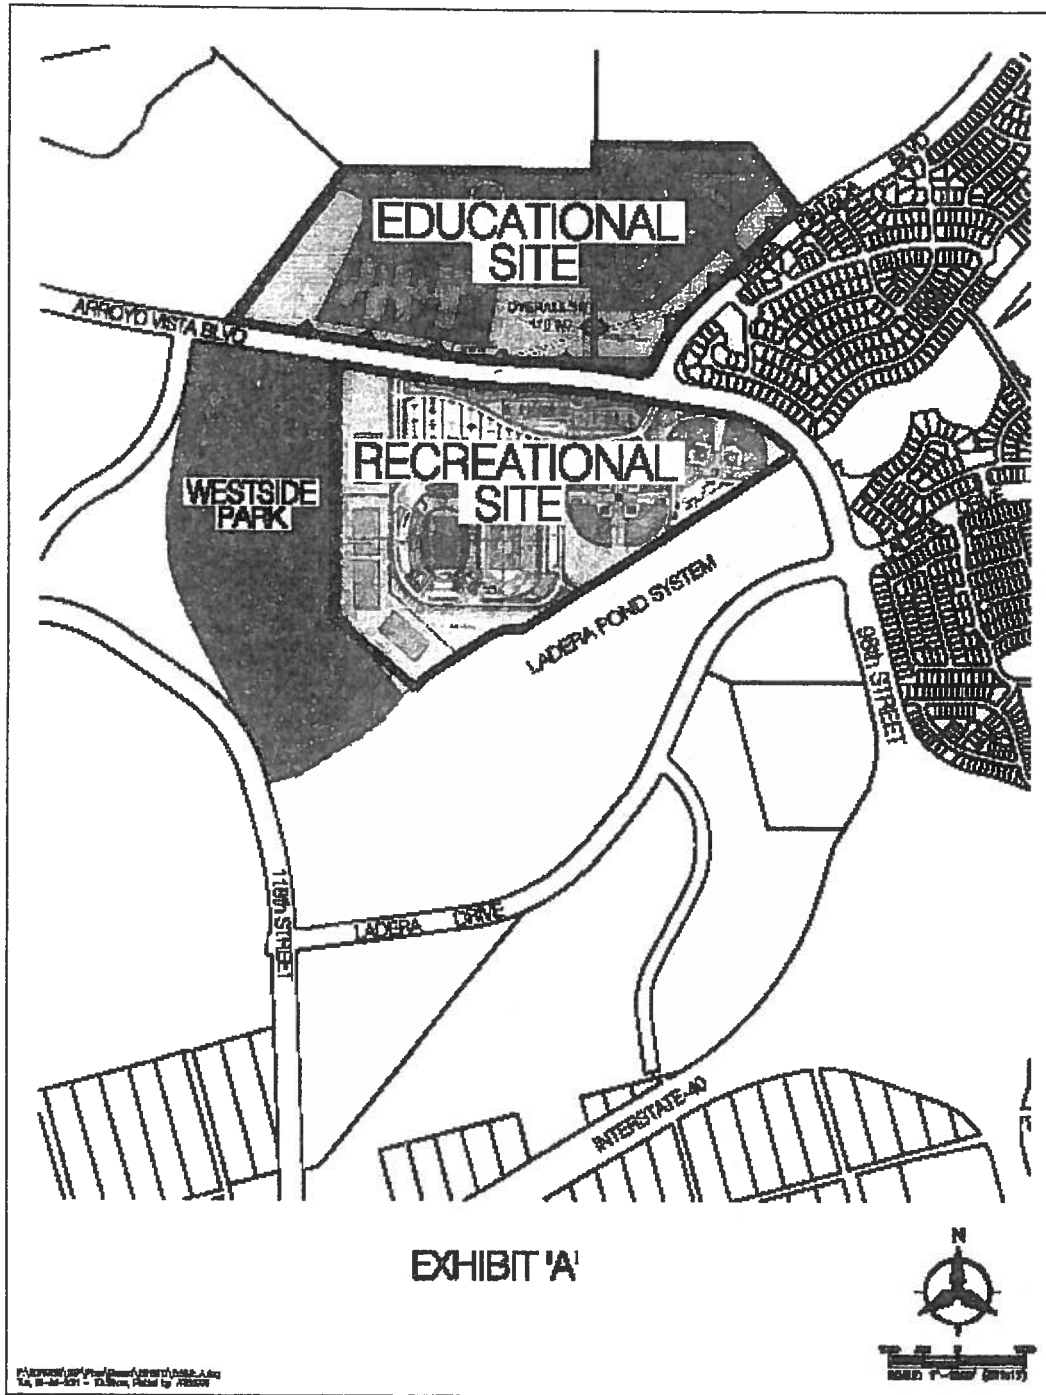 BLVD
EDUCATIONAL
SITE
ARROYO VISTA BLVD
RECREATIONAL
SITE
WESTSIDE
PARK
LADERA POND SYSTEM
98th STREET
118th STREET
LADERA DRIVE
INTERSTATE-40
EXHIBIT 'A'
N